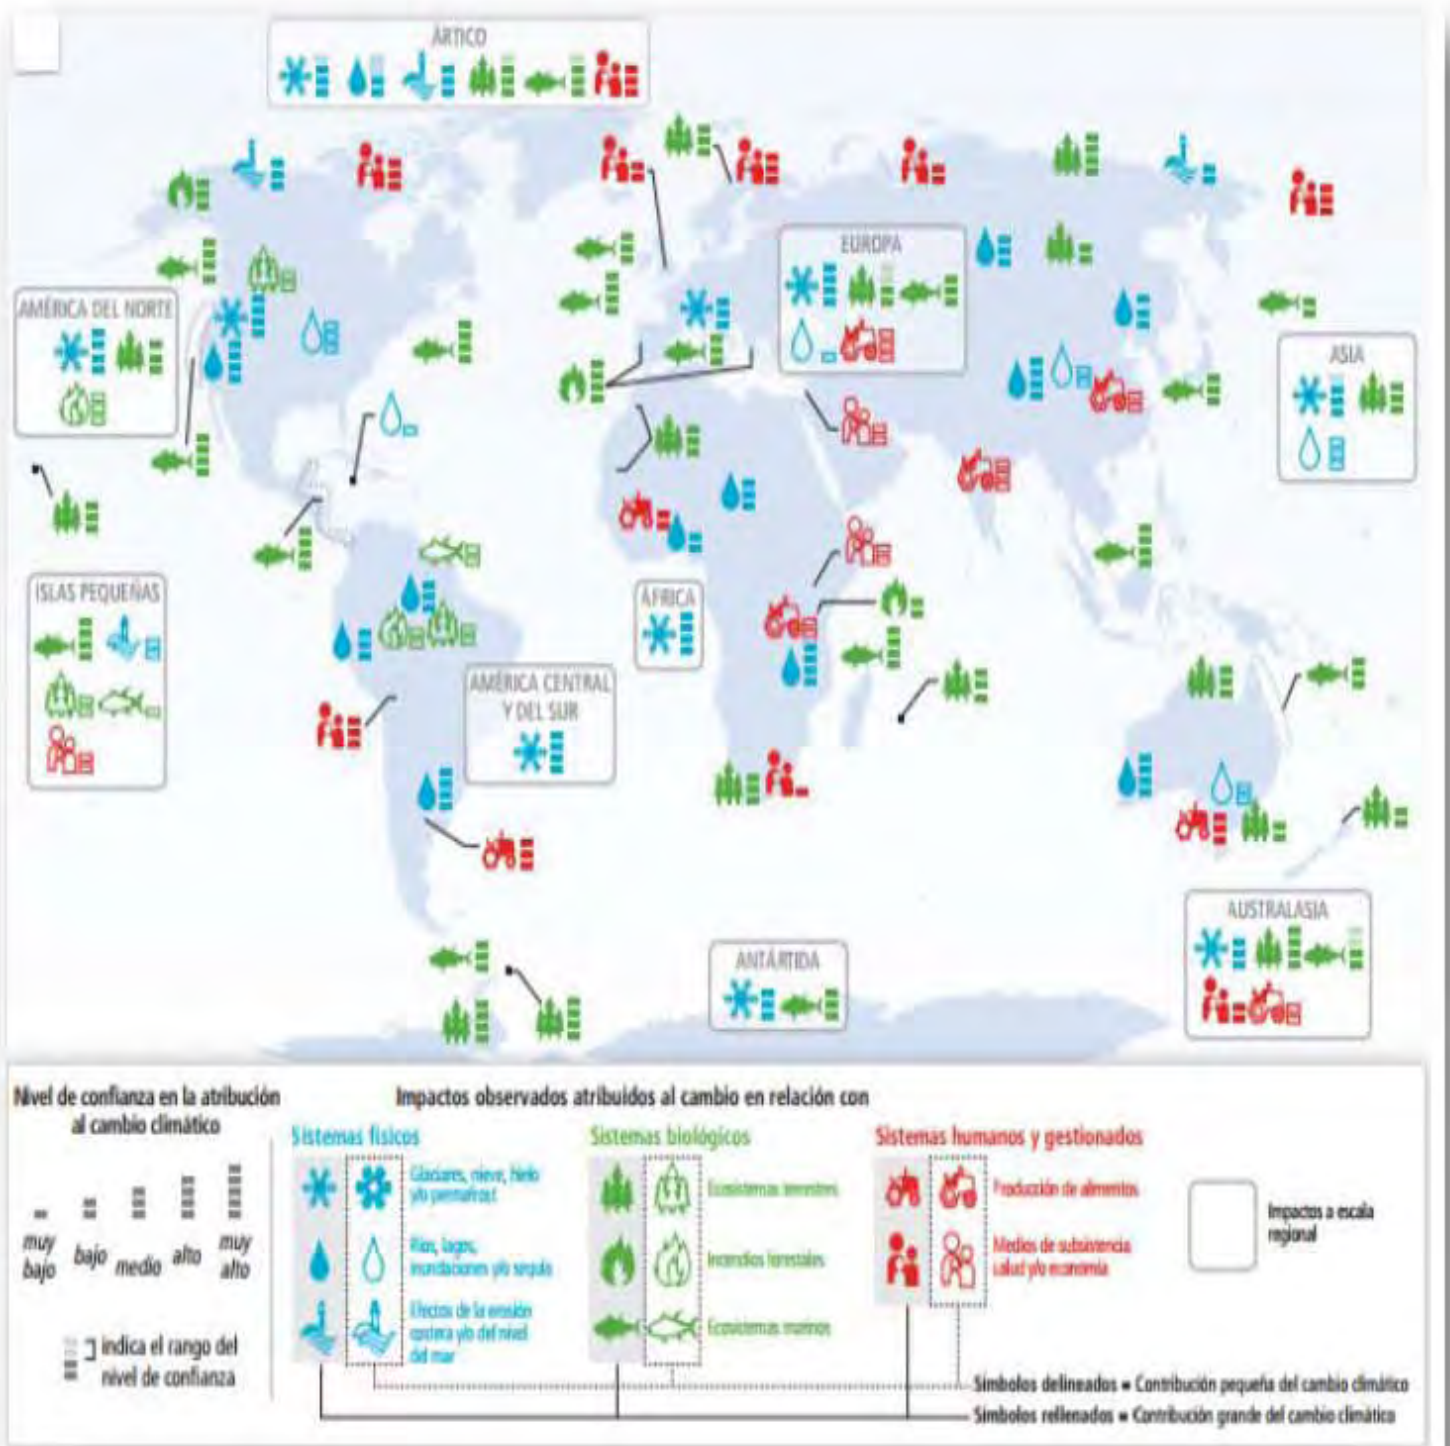 ÁRTICO
EUROPA
AMÉRICA DEL NORTE
ASIA
ISLAS PEQUEÑAS
ÁFRICA
AMÉRICA CENTRAL
Y DEL SUR
AUSTRALASIA
ANTÁRTIDA
Nivel de confianza en la atribución
al cambio climático
muy
bajo
bajo
medio
alto
muy
alto
indica el rango del
nivel de confianza
Impactos observados atribuidos al cambio en relación con
Sistemas físicos
Glaciares, nieve, hielo
y/o permafrost
Ríos, lagos,
inundaciones y/o sequía
Efectos de la erosión
costera y/o del nivel
del mar
Sistemas biológicos
Ecosistemas terrestres
Incendios forestales
Ecosistemas marinos
Sistemas humanos y gestionados
Producción de alimentos
Medios de subsistencia
salud y/o economía
Impactos a escala
regional
Símbolos delineados = Contribución pequeña del cambio climático
Símbolos rellenados = Contribución grande del cambio climático